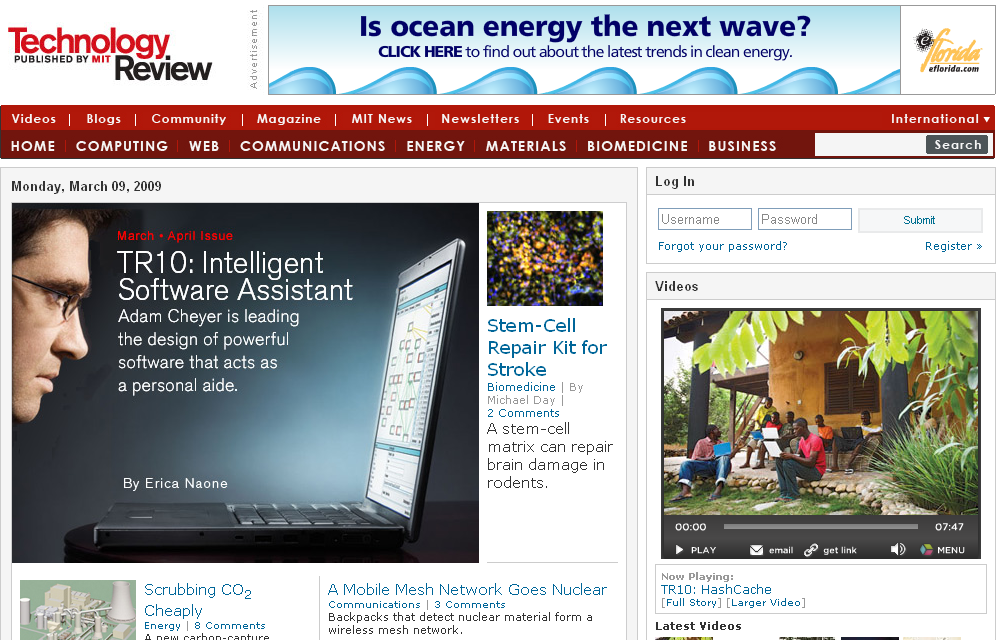 Technology
PUBLISHED BY MIT
Review
Advertisement
Is ocean energy the next wave?
CLICK HERE to find out about the latest trends in clean energy.
eflorida
eflorida.com
Videos | Blogs | Community | Magazine | MIT News | Newsletters | Events | Resources
International ▾
HOME | COMPUTING | WEB | COMMUNICATIONS | ENERGY | MATERIALS | BIOMEDICINE | BUSINESS
Search
Monday, March 09, 2009
March • April Issue
TR10: Intelligent
Software Assistant
Adam Cheyer is leading
the design of powerful
software that acts as
a personal aide.
By Erica Naone
Stem-Cell
Repair Kit for
Stroke
Biomedicine | By
Michael Day |
2 Comments
A stem-cell
matrix can repair
brain damage in
rodents.
Scrubbing CO2
Cheaply
Energy | 8 Comments
A new carbon-capture
A Mobile Mesh Network Goes Nuclear
Communications | 3 Comments
Backpacks that detect nuclear material form a
wireless mesh network.
Log In
Username
Password
Submit
Forgot your password?
Register »
Videos
00:00
07:47
PLAY
email
get link
MENU
Now Playing:
TR10: HashCache
[Full Story] [Larger Video]
Latest Videos